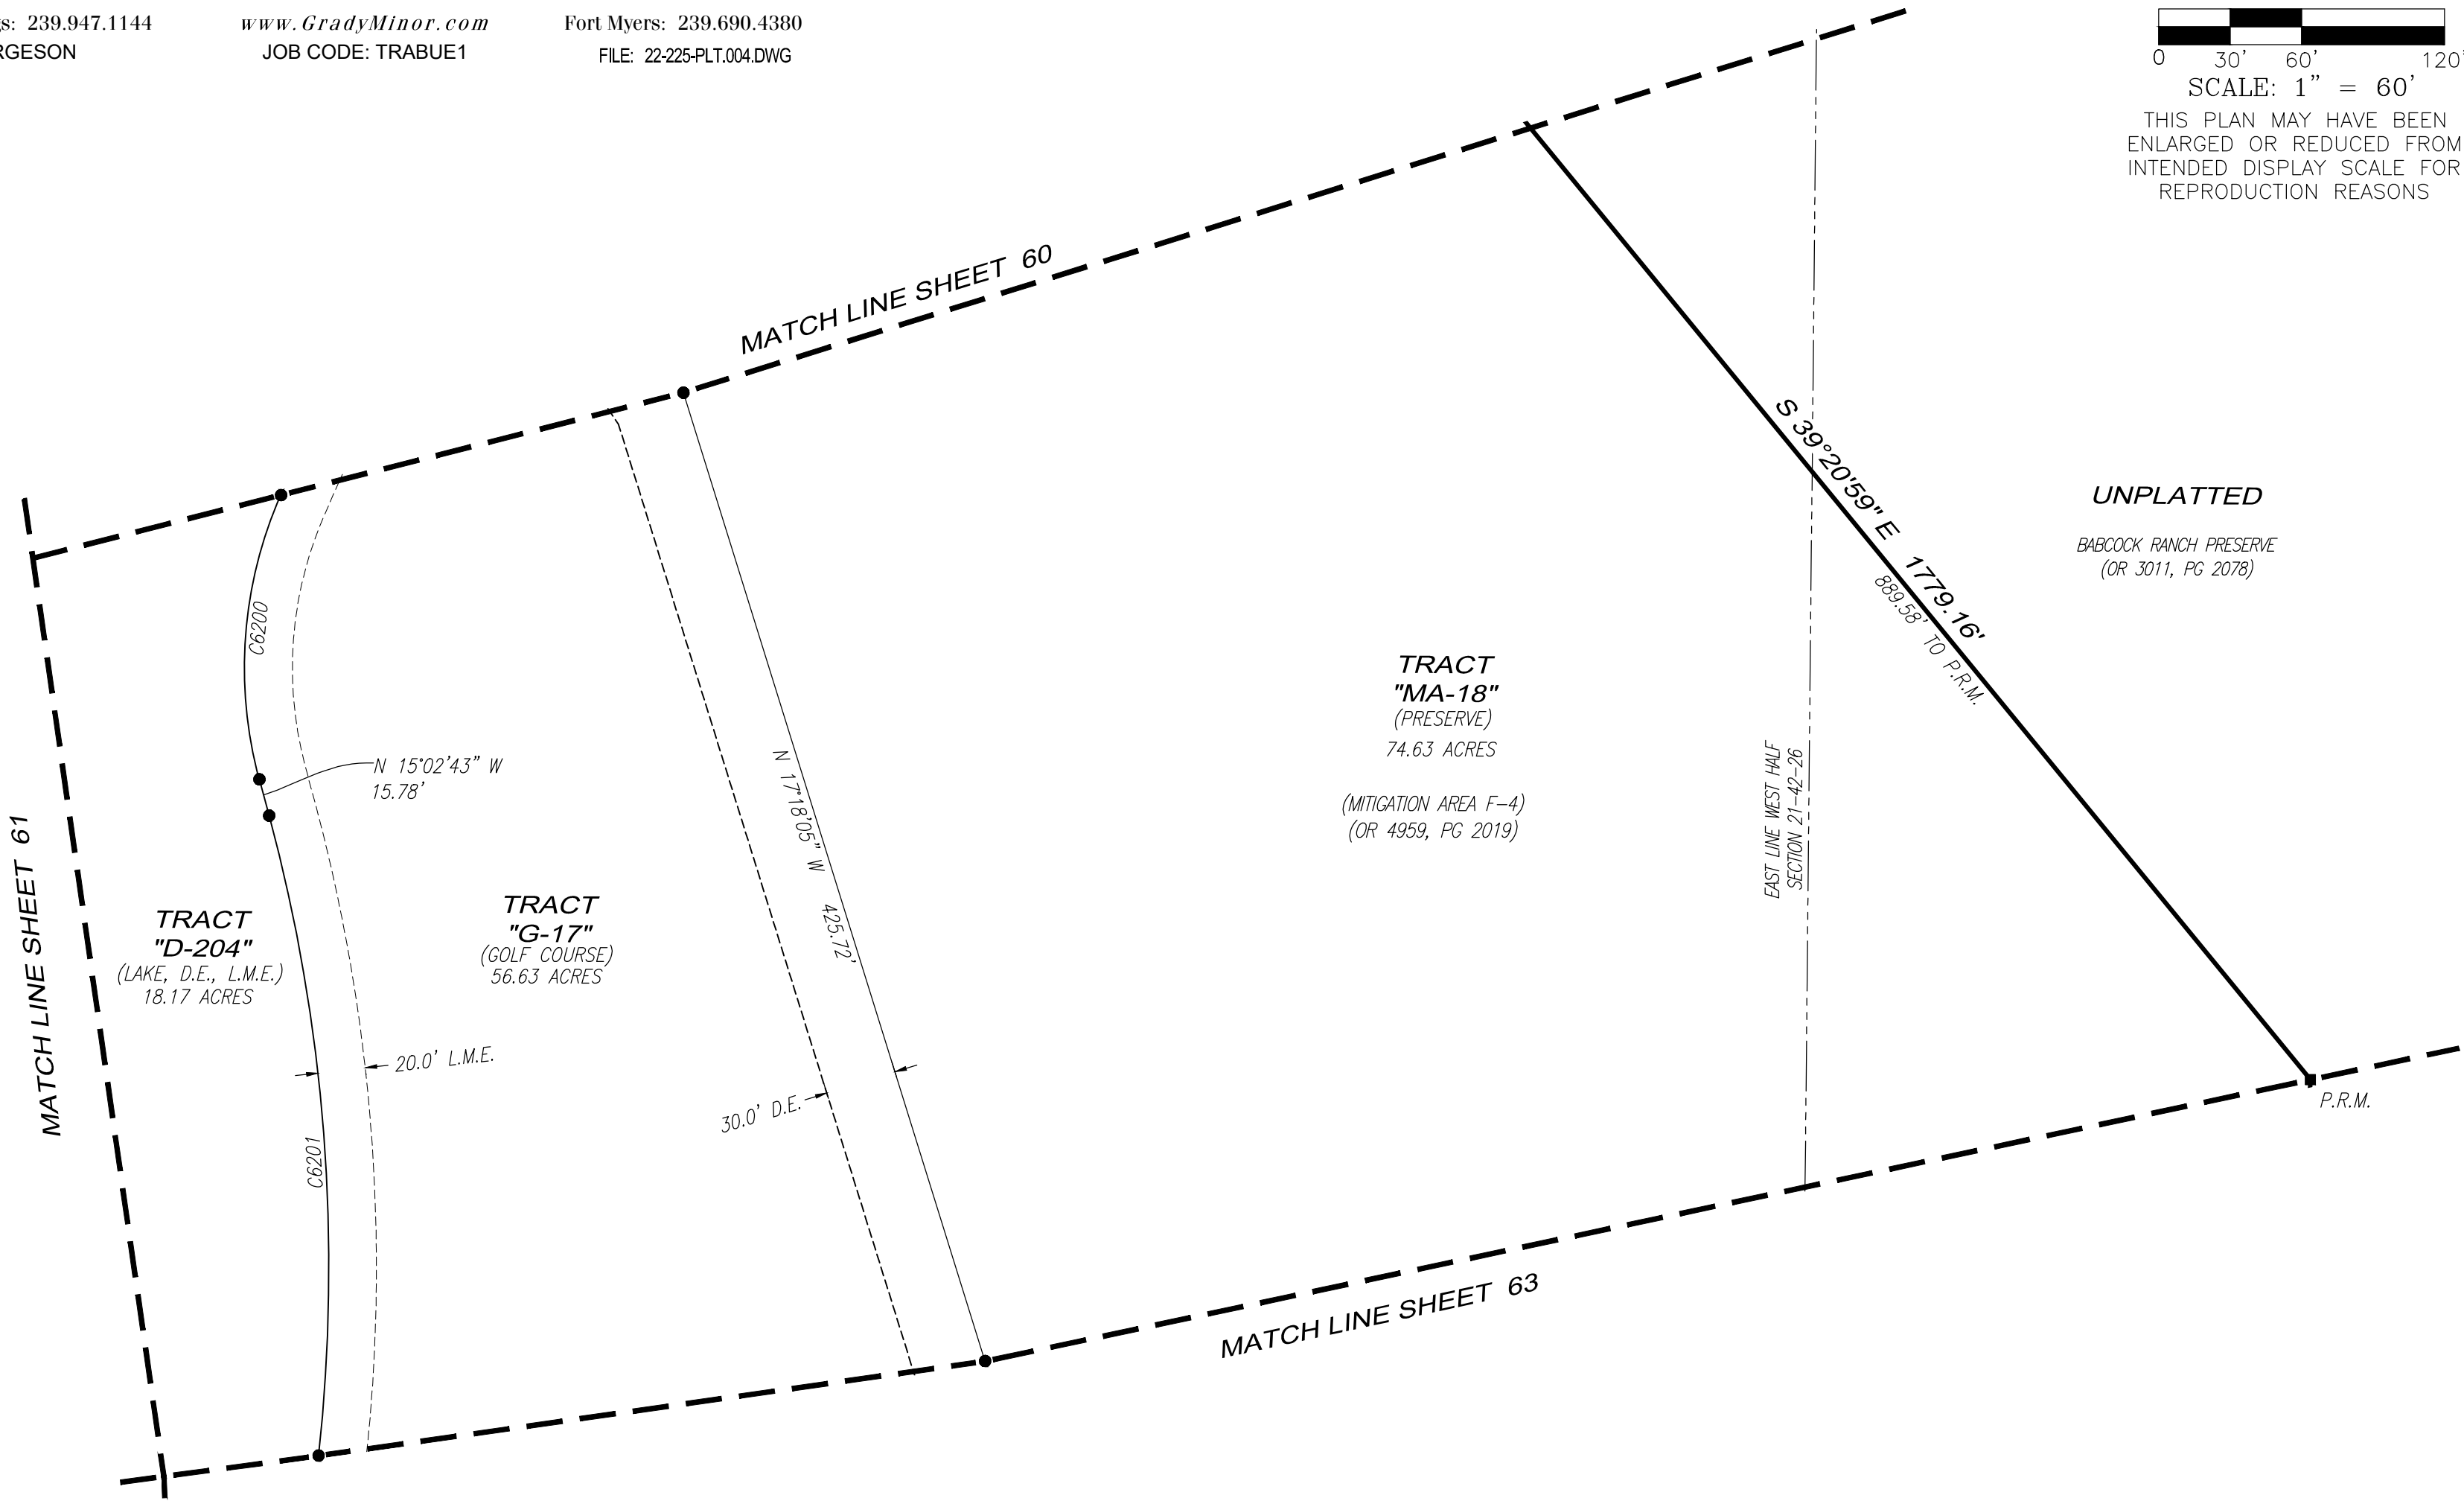 gs: 239.947.1144
www.GradyMinor.com
Fort Myers: 239.690.4380
RGESON
JOB CODE: TRABUE1
FILE: 22-225-PLT.004.DWG
0 30' 60' 120'
SCALE: 1" = 60'
THIS PLAN MAY HAVE BEEN
ENLARGED OR REDUCED FROM
INTENDED DISPLAY SCALE FOR
REPRODUCTION REASONS
MATCH LINE SHEET 60
S 39°20'59" E 1779.16'
889.58' TO P.R.M.
UNPLATTED
BABCOCK RANCH PRESERVE
(OR 3011, PG 2078)
C6200
N 15°02'43" W
15.78'
N 17°18'05" W 425.72'
TRACT
"MA-18"
(PRESERVE)
74.63 ACRES
(MITIGATION AREA F-4)
(OR 4959, PG 2019)
EAST LINE WEST HALF
SECTION 21-42-26
MATCH LINE SHEET 61
TRACT
"D-204"
(LAKE, D.E., L.M.E.)
18.17 ACRES
TRACT
"G-17"
(GOLF COURSE)
56.63 ACRES
20.0' L.M.E.
30.0' D.E.
C6201
P.R.M.
MATCH LINE SHEET 63